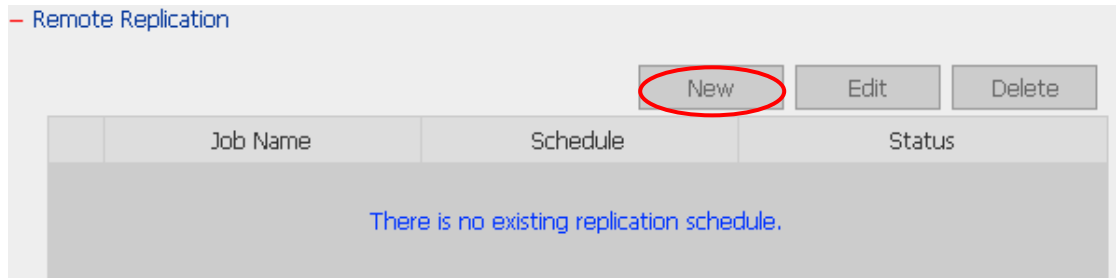 – Remote Replication
New Edit Delete
Job Name Schedule Status
There is no existing replication schedule.